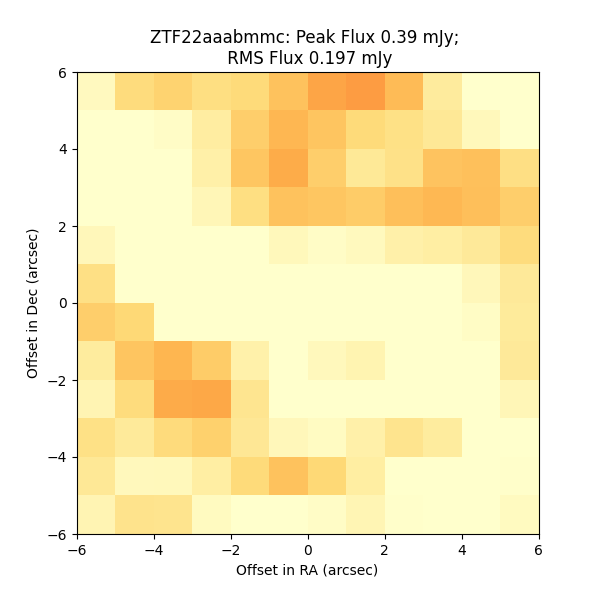 ZTF22aaabmmc: Peak Flux 0.39 mJy;
RMS Flux 0.197 mJy
6
4
2
0
−2
−4
−6
Offset in Dec (arcsec)
−6 −4 −2 0 2 4 6
Offset in RA (arcsec)